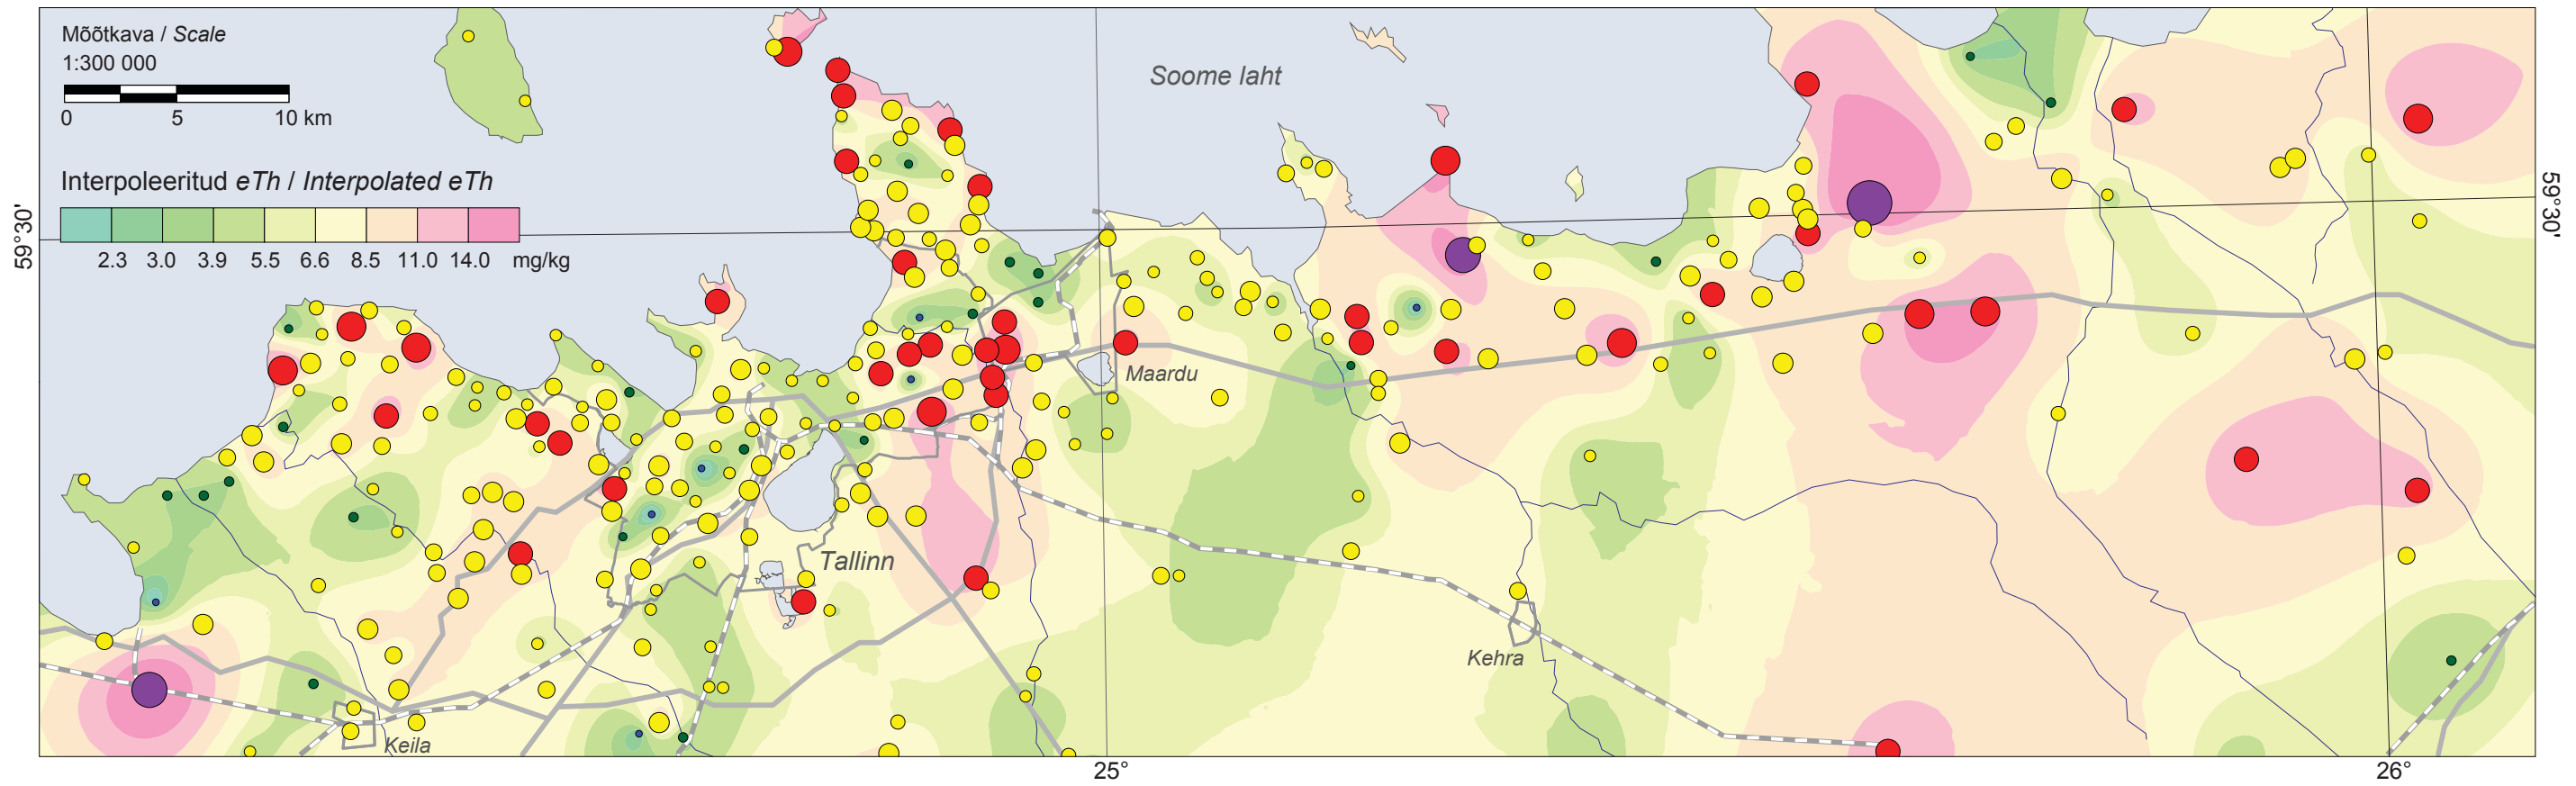 Mõõtkava / Scale
1:300 000
0 5 10 km
Interpoleeritud eTh / Interpolated eTh
2.3 3.0 3.9 5.5 6.6 8.5 11.0 14.0 mg/kg
Soome laht
59°30'
59°30'
Maardu
Tallinn
Kehra
Keila
25°
26°